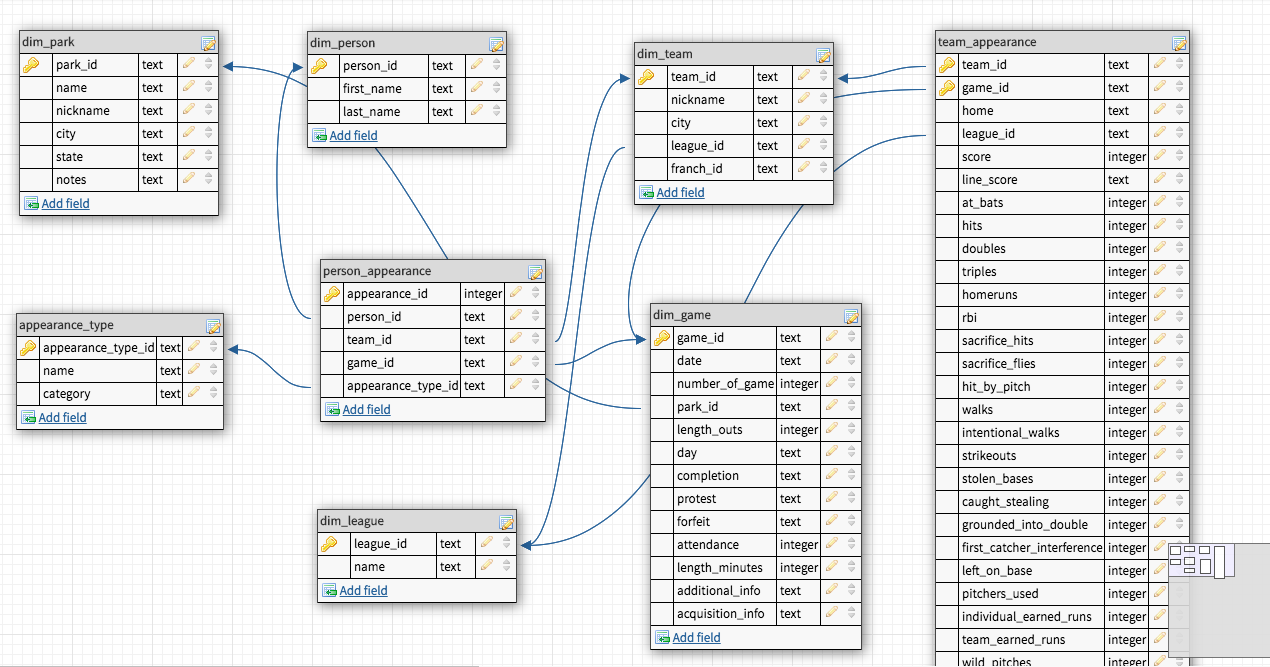 dim_park
park_id text
name text
nickname text
city text
state text
notes text
Add field
dim_person
person_id text
first_name text
last_name text
Add field
dim_team
team_id text
nickname text
city text
league_id text
franch_id text
Add field
team_appearance
team_id text
game_id text
home text
league_id text
score integer
line_score text
at_bats integer
hits integer
doubles integer
triples integer
homeruns integer
rbi integer
sacrifice_hits integer
sacrifice_flies integer
hit_by_pitch integer
walks integer
intentional_walks integer
strikeouts integer
stolen_bases integer
caught_stealing integer
grounded_into_double integer
first_catcher_interference integer
left_on_base integer
pitchers_used integer
individual_earned_runs integer
team_earned_runs integer
wild_pitches integer
person_appearance
appearance_id integer
person_id text
team_id text
game_id text
appearance_type_id text
Add field
appearance_type
appearance_type_id text
name text
category text
Add field
dim_game
game_id text
date text
number_of_game integer
park_id text
length_outs integer
day text
completion text
protest text
forfeit text
attendance integer
length_minutes integer
additional_info text
acquisition_info text
Add field
dim_league
league_id text
name text
Add field